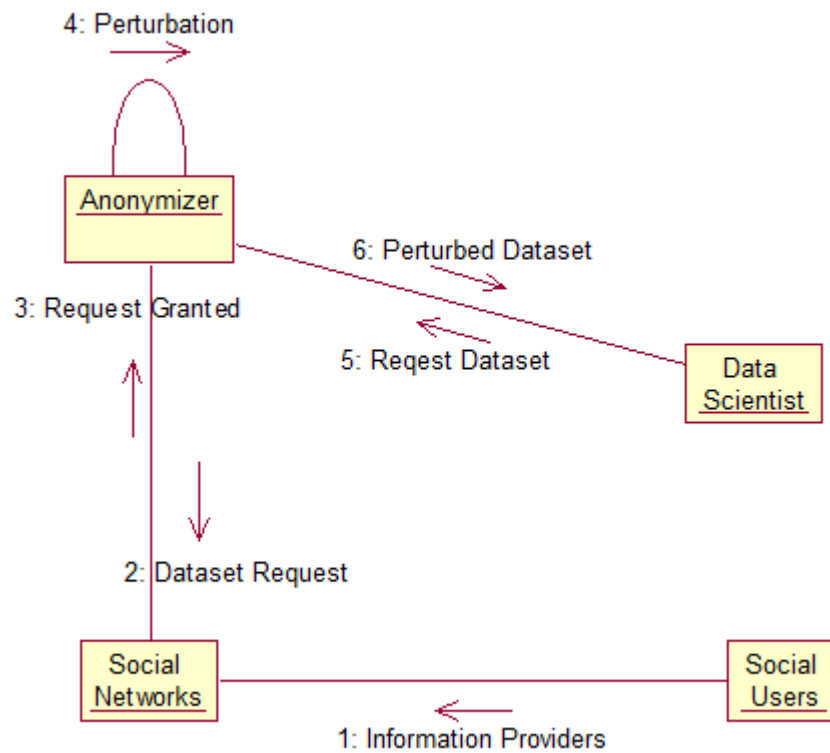 4: Perturbation
Anonymizer
6: Perturbed Dataset
3: Request Granted
5: Reqest Dataset
Data
Scientist
2: Dataset Request
Social
Networks
Social
Users
1: Information Providers